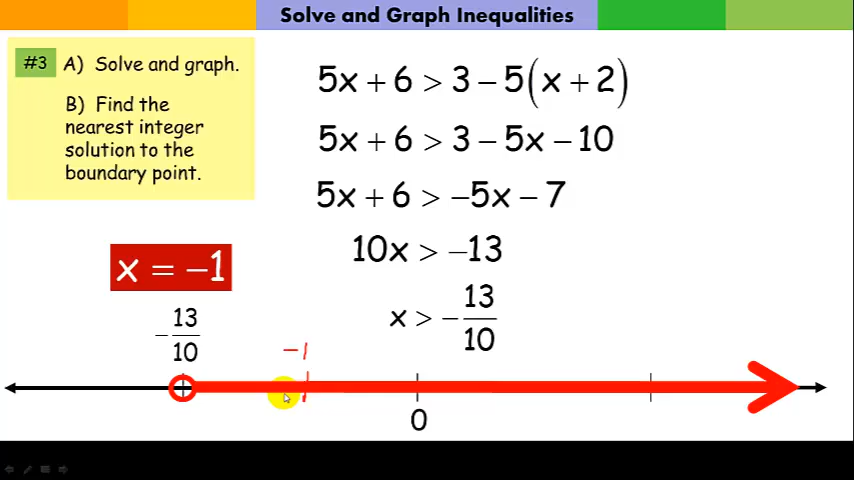 Solve and Graph Inequalities
#3 A) Solve and graph.
B) Find the
nearest integer
solution to the
boundary point.
5x + 6 > 3 − 5(x + 2)
5x + 6 > 3 − 5x − 10
5x + 6 > −5x − 7
10x > −13
x > −13/10
x = −1
−13/10
−1
0